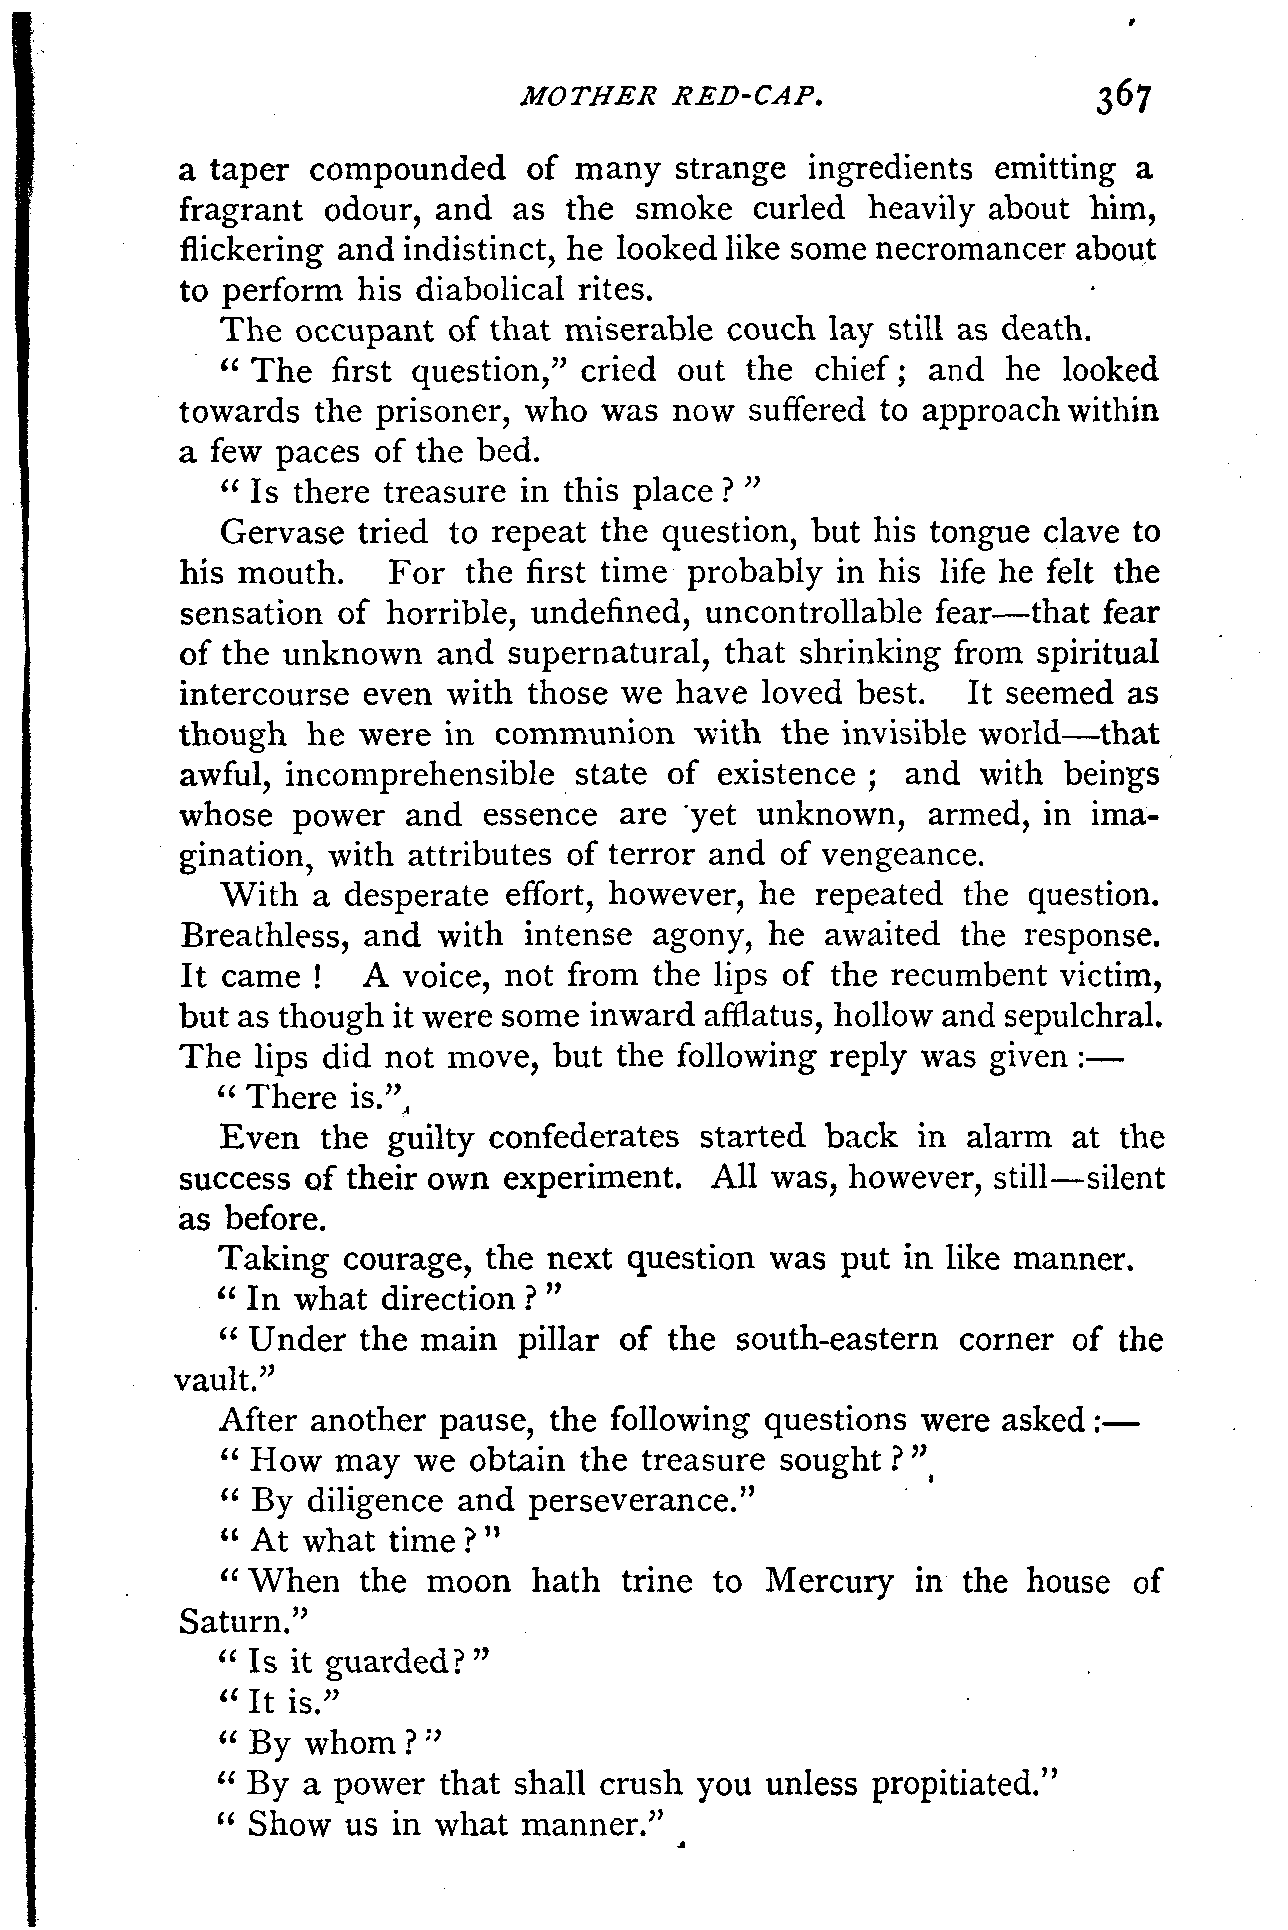 MOTHER RED-CAP. 367
a taper compounded of many strange ingredients emitting a
fragrant odour, and as the smoke curled heavily about him,
flickering and indistinct, he looked like some necromancer about
to perform his diabolical rites.
The occupant of that miserable couch lay still as death.
“ The first question,” cried out the chief ; and he looked
towards the prisoner, who was now suffered to approach within
a few paces of the bed.
“ Is there treasure in this place ? ”
Gervase tried to repeat the question, but his tongue clave to
his mouth. For the first time probably in his life he felt the
sensation of horrible, undefined, uncontrollable fear—that fear
of the unknown and supernatural, that shrinking from spiritual
intercourse even with those we have loved best. It seemed as
though he were in communion with the invisible world—that
awful, incomprehensible state of existence ; and with beings
whose power and essence are yet unknown, armed, in ima-
gination, with attributes of terror and of vengeance.
With a desperate effort, however, he repeated the question.
Breathless, and with intense agony, he awaited the response.
It came ! A voice, not from the lips of the recumbent victim,
but as though it were some inward afflatus, hollow and sepulchral.
The lips did not move, but the following reply was given :—
“ There is.”
Even the guilty confederates started back in alarm at the
success of their own experiment. All was, however, still—silent
as before.
Taking courage, the next question was put in like manner.
“ In what direction ? ”
“ Under the main pillar of the south-eastern corner of the
vault.”
After another pause, the following questions were asked :—
“ How may we obtain the treasure sought ? ”
“ By diligence and perseverance.”
“ At what time ? ”
“ When the moon hath trine to Mercury in the house of
Saturn.”
“ Is it guarded ? ”
“ It is.”
“ By whom ? ”
“ By a power that shall crush you unless propitiated.”
“ Show us in what manner.”